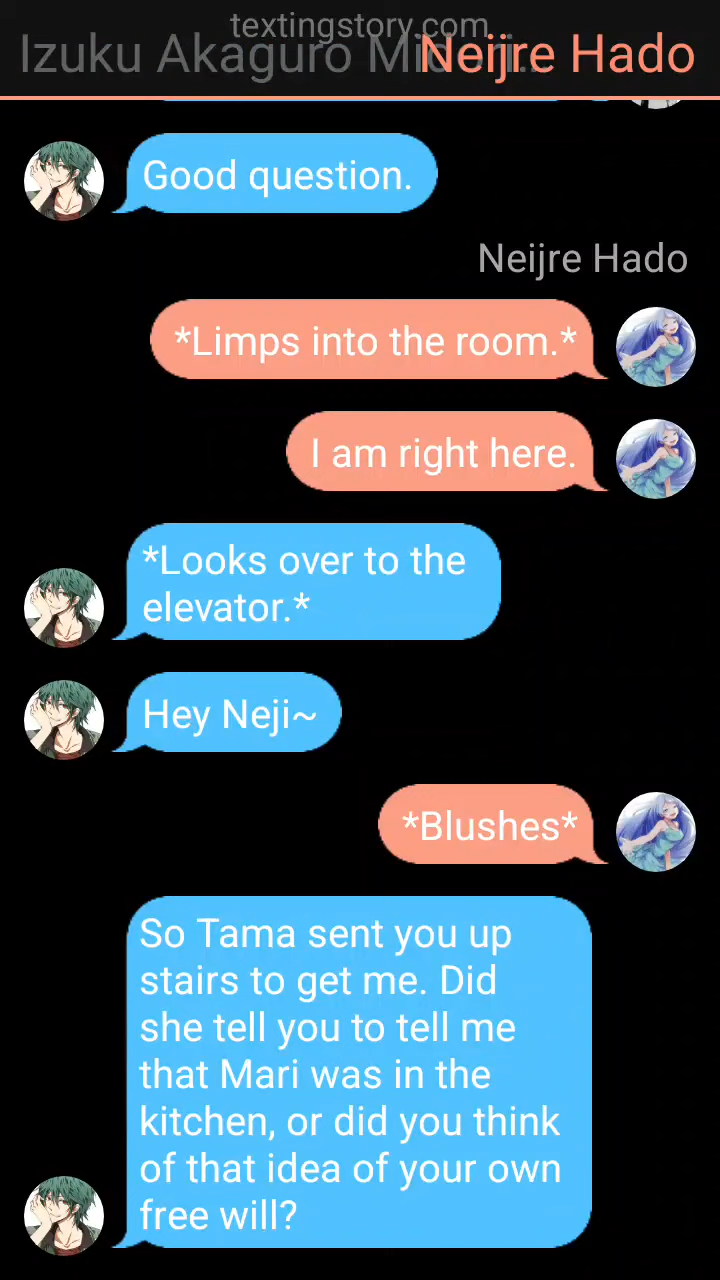 textingstory.com
Izuku Akaguro
Neijre Hado
Good question.
Neijre Hado
*Limps into the room.*
I am right here.
*Looks over to the
elevator.*
Hey Neji~
*Blushes*
So Tama sent you up
stairs to get me. Did
she tell you to tell me
that Mari was in the
kitchen, or did you think
of that idea of your own
free will?